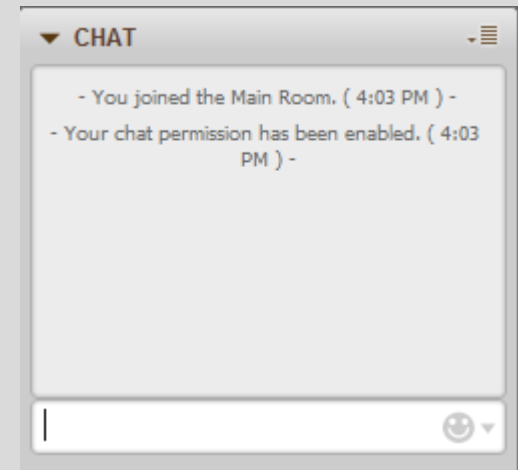 CHAT
- You joined the Main Room. ( 4:03 PM ) -
- Your chat permission has been enabled. ( 4:03
PM ) -